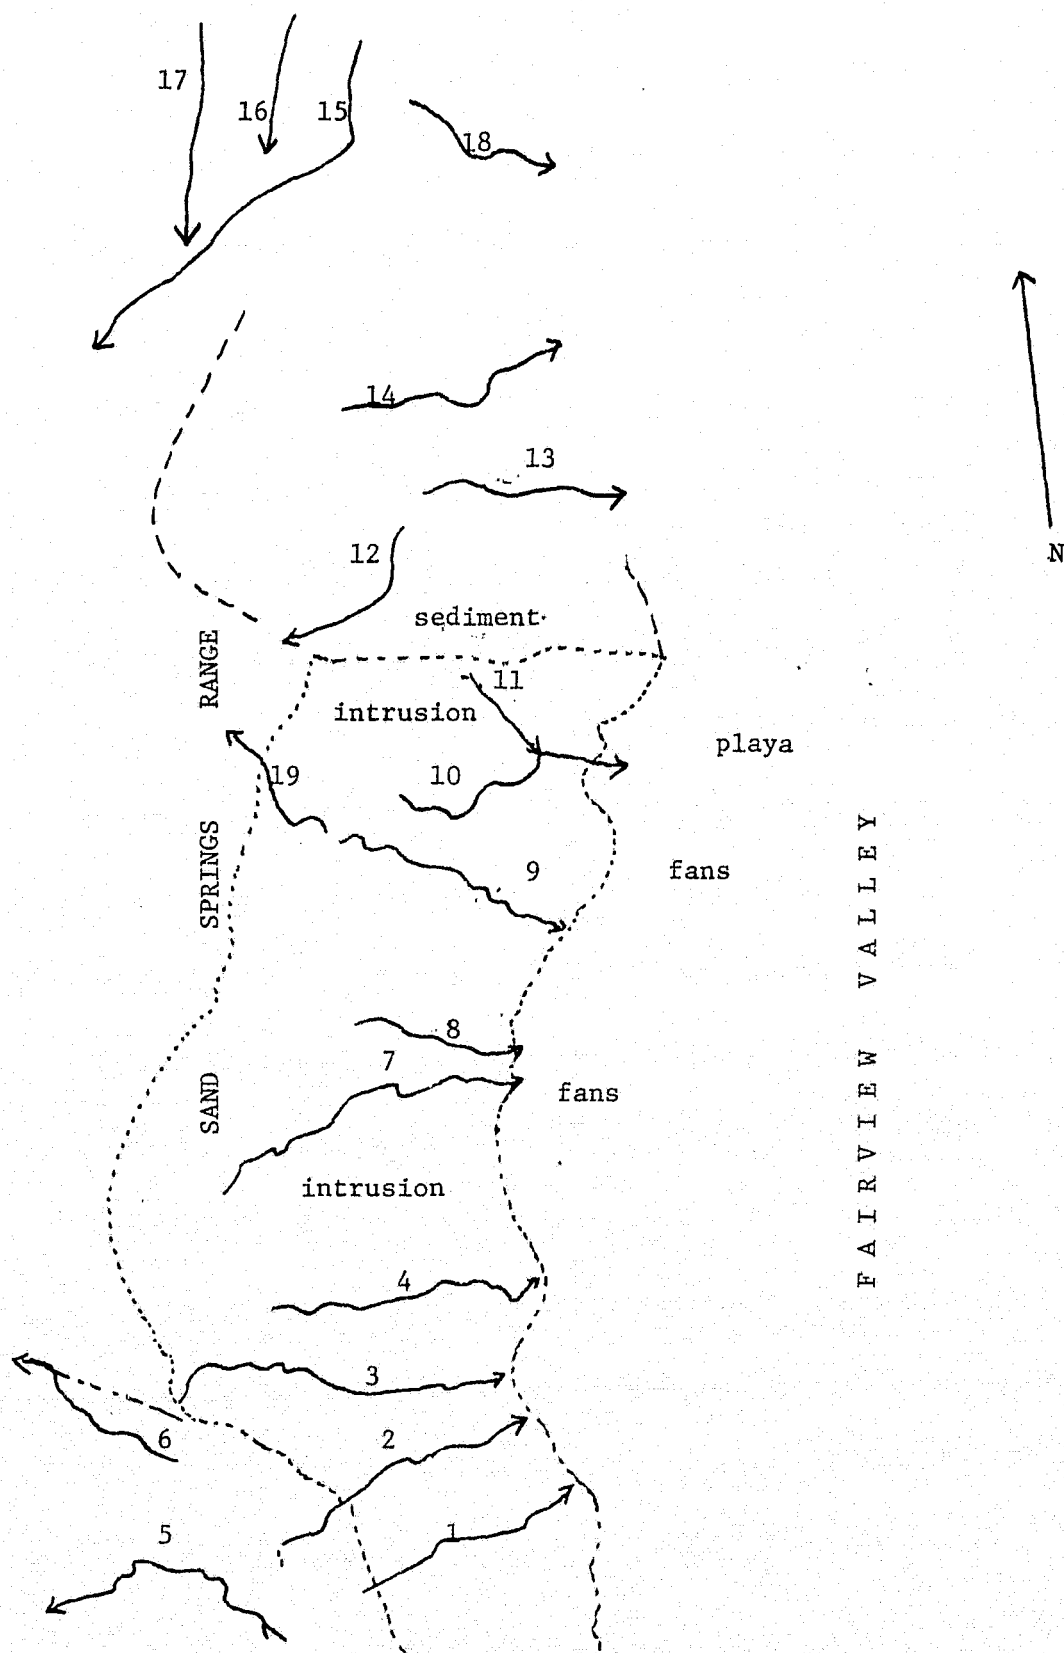 17
16
15
18
14
13
12
sediment
11
intrusion
N
RANGE
playa
19
10
9
fans
SPRINGS
8
7
fans
SAND
intrusion
FAIRVIEW VALLEY
4
3
6
2
5
1